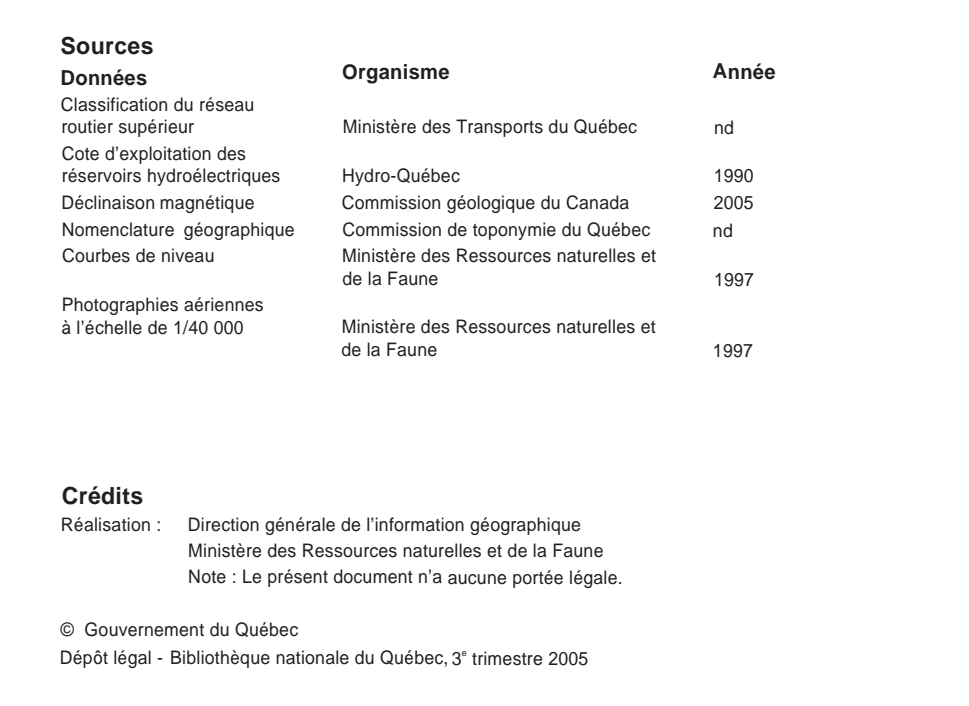 Sources
Données Organisme Année
Classification du réseau
routier supérieur Ministère des Transports du Québec nd
Cote d'exploitation des
réservoirs hydroélectriques Hydro-Québec 1990
Déclinaison magnétique Commission géologique du Canada 2005
Nomenclature géographique Commission de toponymie du Québec nd
Courbes de niveau Ministère des Ressources naturelles et
de la Faune 1997
Photographies aériennes
à l'échelle de 1/40 000 Ministère des Ressources naturelles et
de la Faune 1997
Crédits
Réalisation : Direction générale de l'information géographique
Ministère des Ressources naturelles et de la Faune
Note : Le présent document n'a aucune portée légale.
© Gouvernement du Québec
Dépôt légal - Bibliothèque nationale du Québec, 3e trimestre 2005